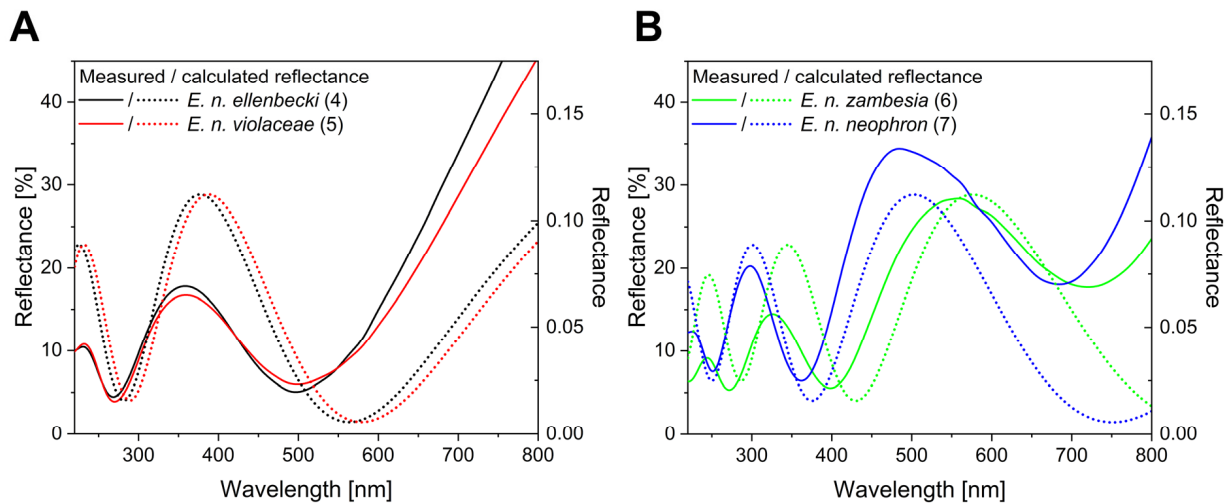 A
Measured / calculated reflectance
/ E. n. ellenbecki (4)
/ E. n. violaceae (5)
Reflectance [%]
40
30
20
10
0
0.15
0.10
0.05
0.00
Reflectance
300 400 500 600 700 800
Wavelength [nm]
B
Measured / calculated reflectance
/ E. n. zambesia (6)
/ E. n. neophron (7)
Reflectance [%]
40
30
20
10
0
0.15
0.10
0.05
0.00
Reflectance
300 400 500 600 700 800
Wavelength [nm]